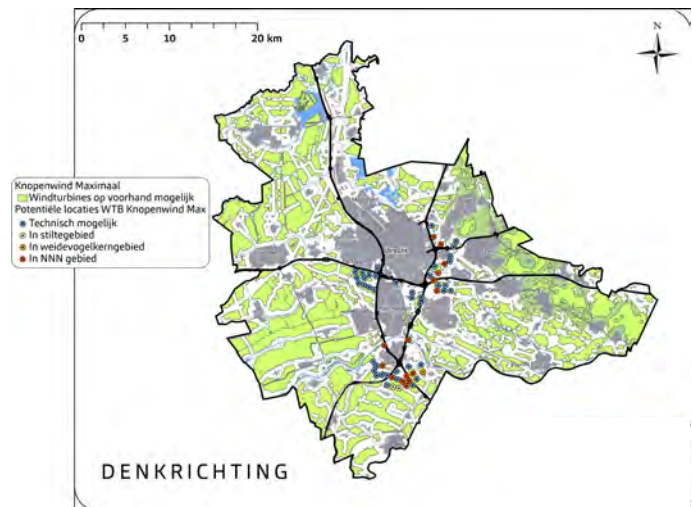 0 5 10 20 km
N
Knopenwind Maximaal
Windturbines op voorhand mogelijk
Potentiële locaties WTB Knopenwind Max
Technisch mogelijk
In stiltegebied
In weidevogelkerngebied
In NNN gebied
Utrecht
DENKRICHTING